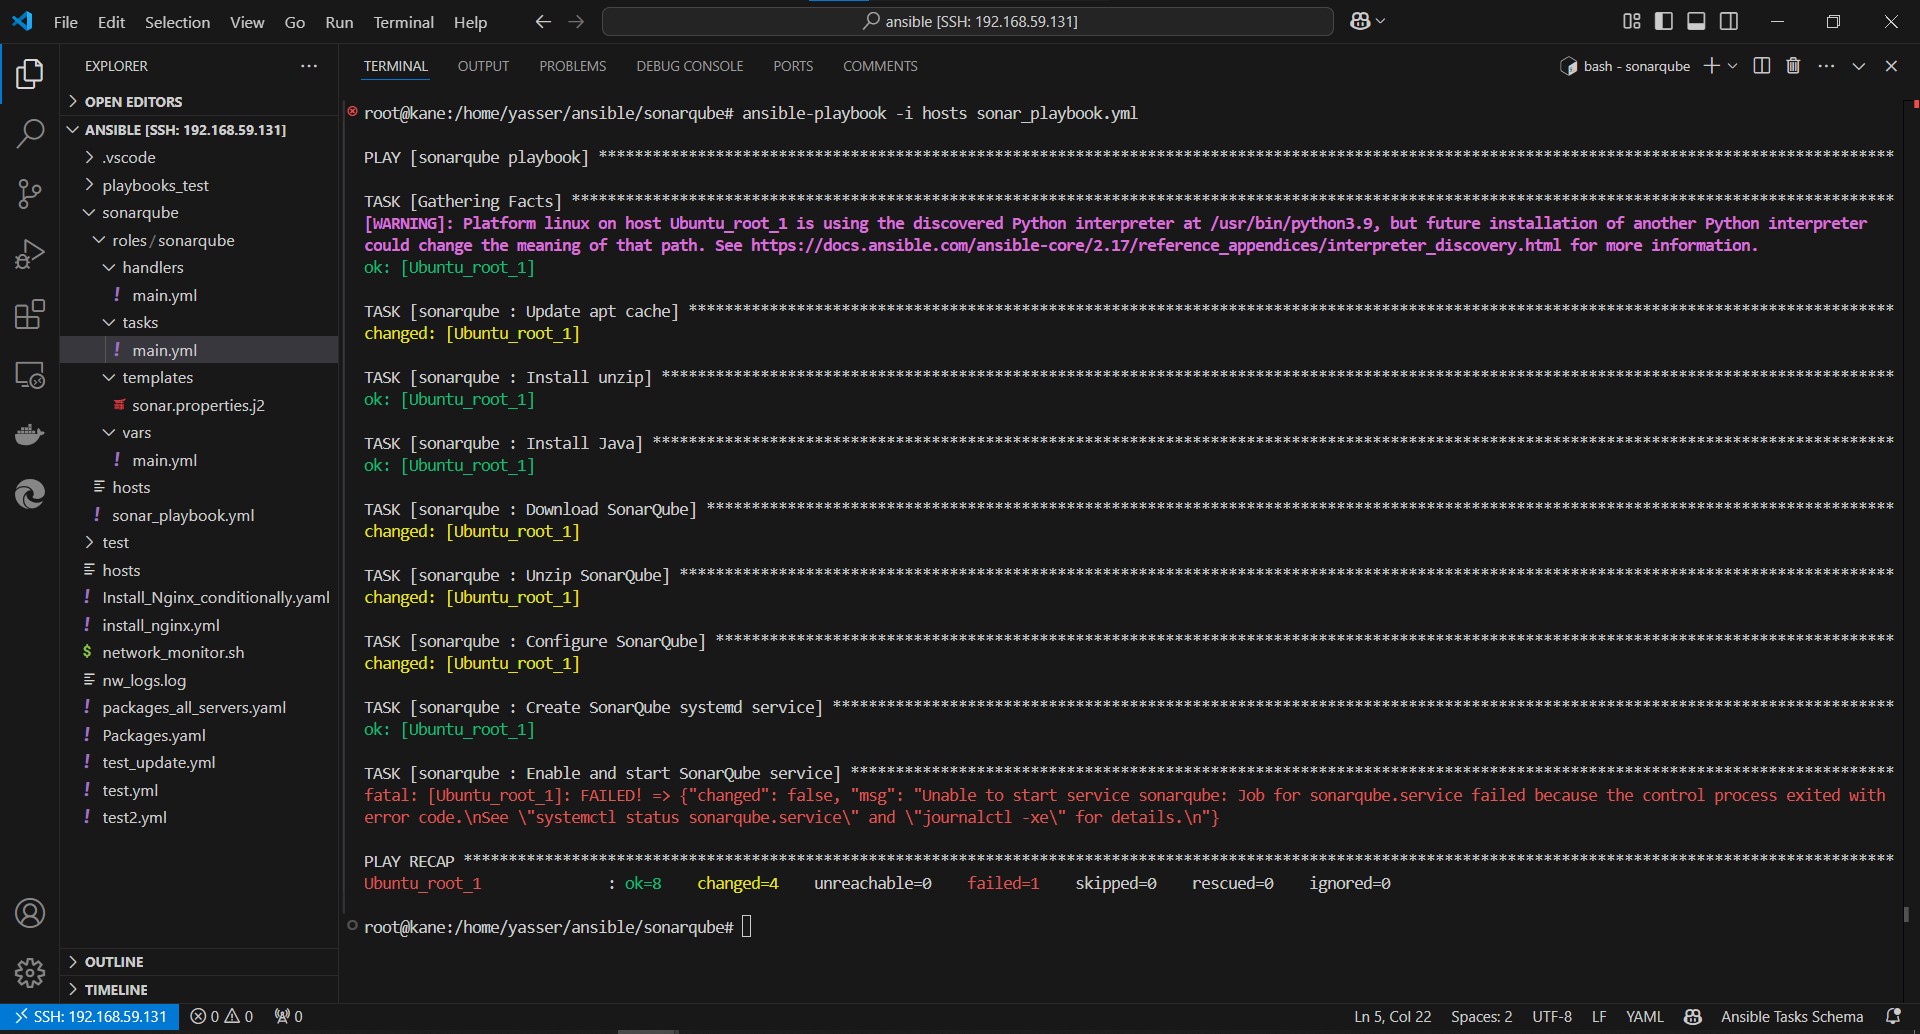 File Edit Selection View Go Run Terminal Help
ansible [SSH: 192.168.59.131]
EXPLORER
OPEN EDITORS
ANSIBLE [SSH: 192.168.59.131]
.vscode
playbooks_test
sonarqube
roles/sonarqube
handlers
! main.yml
tasks
! main.yml
templates
sonar.properties.j2
vars
! main.yml
hosts
! sonar_playbook.yml
test
hosts
! Install_Nginx_conditionally.yaml
! install_nginx.yml
$ network_monitor.sh
nw_logs.log
! packages_all_servers.yaml
! Packages.yaml
! test_update.yml
! test.yml
! test2.yml
OUTLINE
TIMELINE
TERMINAL OUTPUT PROBLEMS DEBUG CONSOLE PORTS COMMENTS
bash - sonarqube
root@kane:/home/yasser/ansible/sonarqube# ansible-playbook -i hosts sonar_playbook.yml
PLAY [sonarqube playbook] ************************************************************************************************************************************************
TASK [Gathering Facts] ***************************************************************************************************************************************************
[WARNING]: Platform linux on host Ubuntu_root_1 is using the discovered Python interpreter at /usr/bin/python3.9, but future installation of another Python interpreter
could change the meaning of that path. See https://docs.ansible.com/ansible-core/2.17/reference_appendices/interpreter_discovery.html for more information.
ok: [Ubuntu_root_1]
TASK [sonarqube : Update apt cache] **************************************************************************************************************************************
changed: [Ubuntu_root_1]
TASK [sonarqube : Install unzip] *****************************************************************************************************************************************
ok: [Ubuntu_root_1]
TASK [sonarqube : Install Java] ******************************************************************************************************************************************
ok: [Ubuntu_root_1]
TASK [sonarqube : Download SonarQube] ************************************************************************************************************************************
changed: [Ubuntu_root_1]
TASK [sonarqube : Unzip SonarQube] ***************************************************************************************************************************************
changed: [Ubuntu_root_1]
TASK [sonarqube : Configure SonarQube] ***********************************************************************************************************************************
changed: [Ubuntu_root_1]
TASK [sonarqube : Create SonarQube systemd service] **********************************************************************************************************************
ok: [Ubuntu_root_1]
TASK [sonarqube : Enable and start SonarQube service] ********************************************************************************************************************
fatal: [Ubuntu_root_1]: FAILED! => {"changed": false, "msg": "Unable to start service sonarqube: Job for sonarqube.service failed because the control process exited with
error code.\nSee \"systemctl status sonarqube.service\" and \"journalctl -xe\" for details.\n"}
PLAY RECAP ***************************************************************************************************************************************************************
Ubuntu_root_1 : ok=8 changed=4 unreachable=0 failed=1 skipped=0 rescued=0 ignored=0
root@kane:/home/yasser/ansible/sonarqube#
SSH: 192.168.59.131 0 0 0 Ln 5, Col 22 Spaces: 2 UTF-8 LF YAML Ansible Tasks Schema